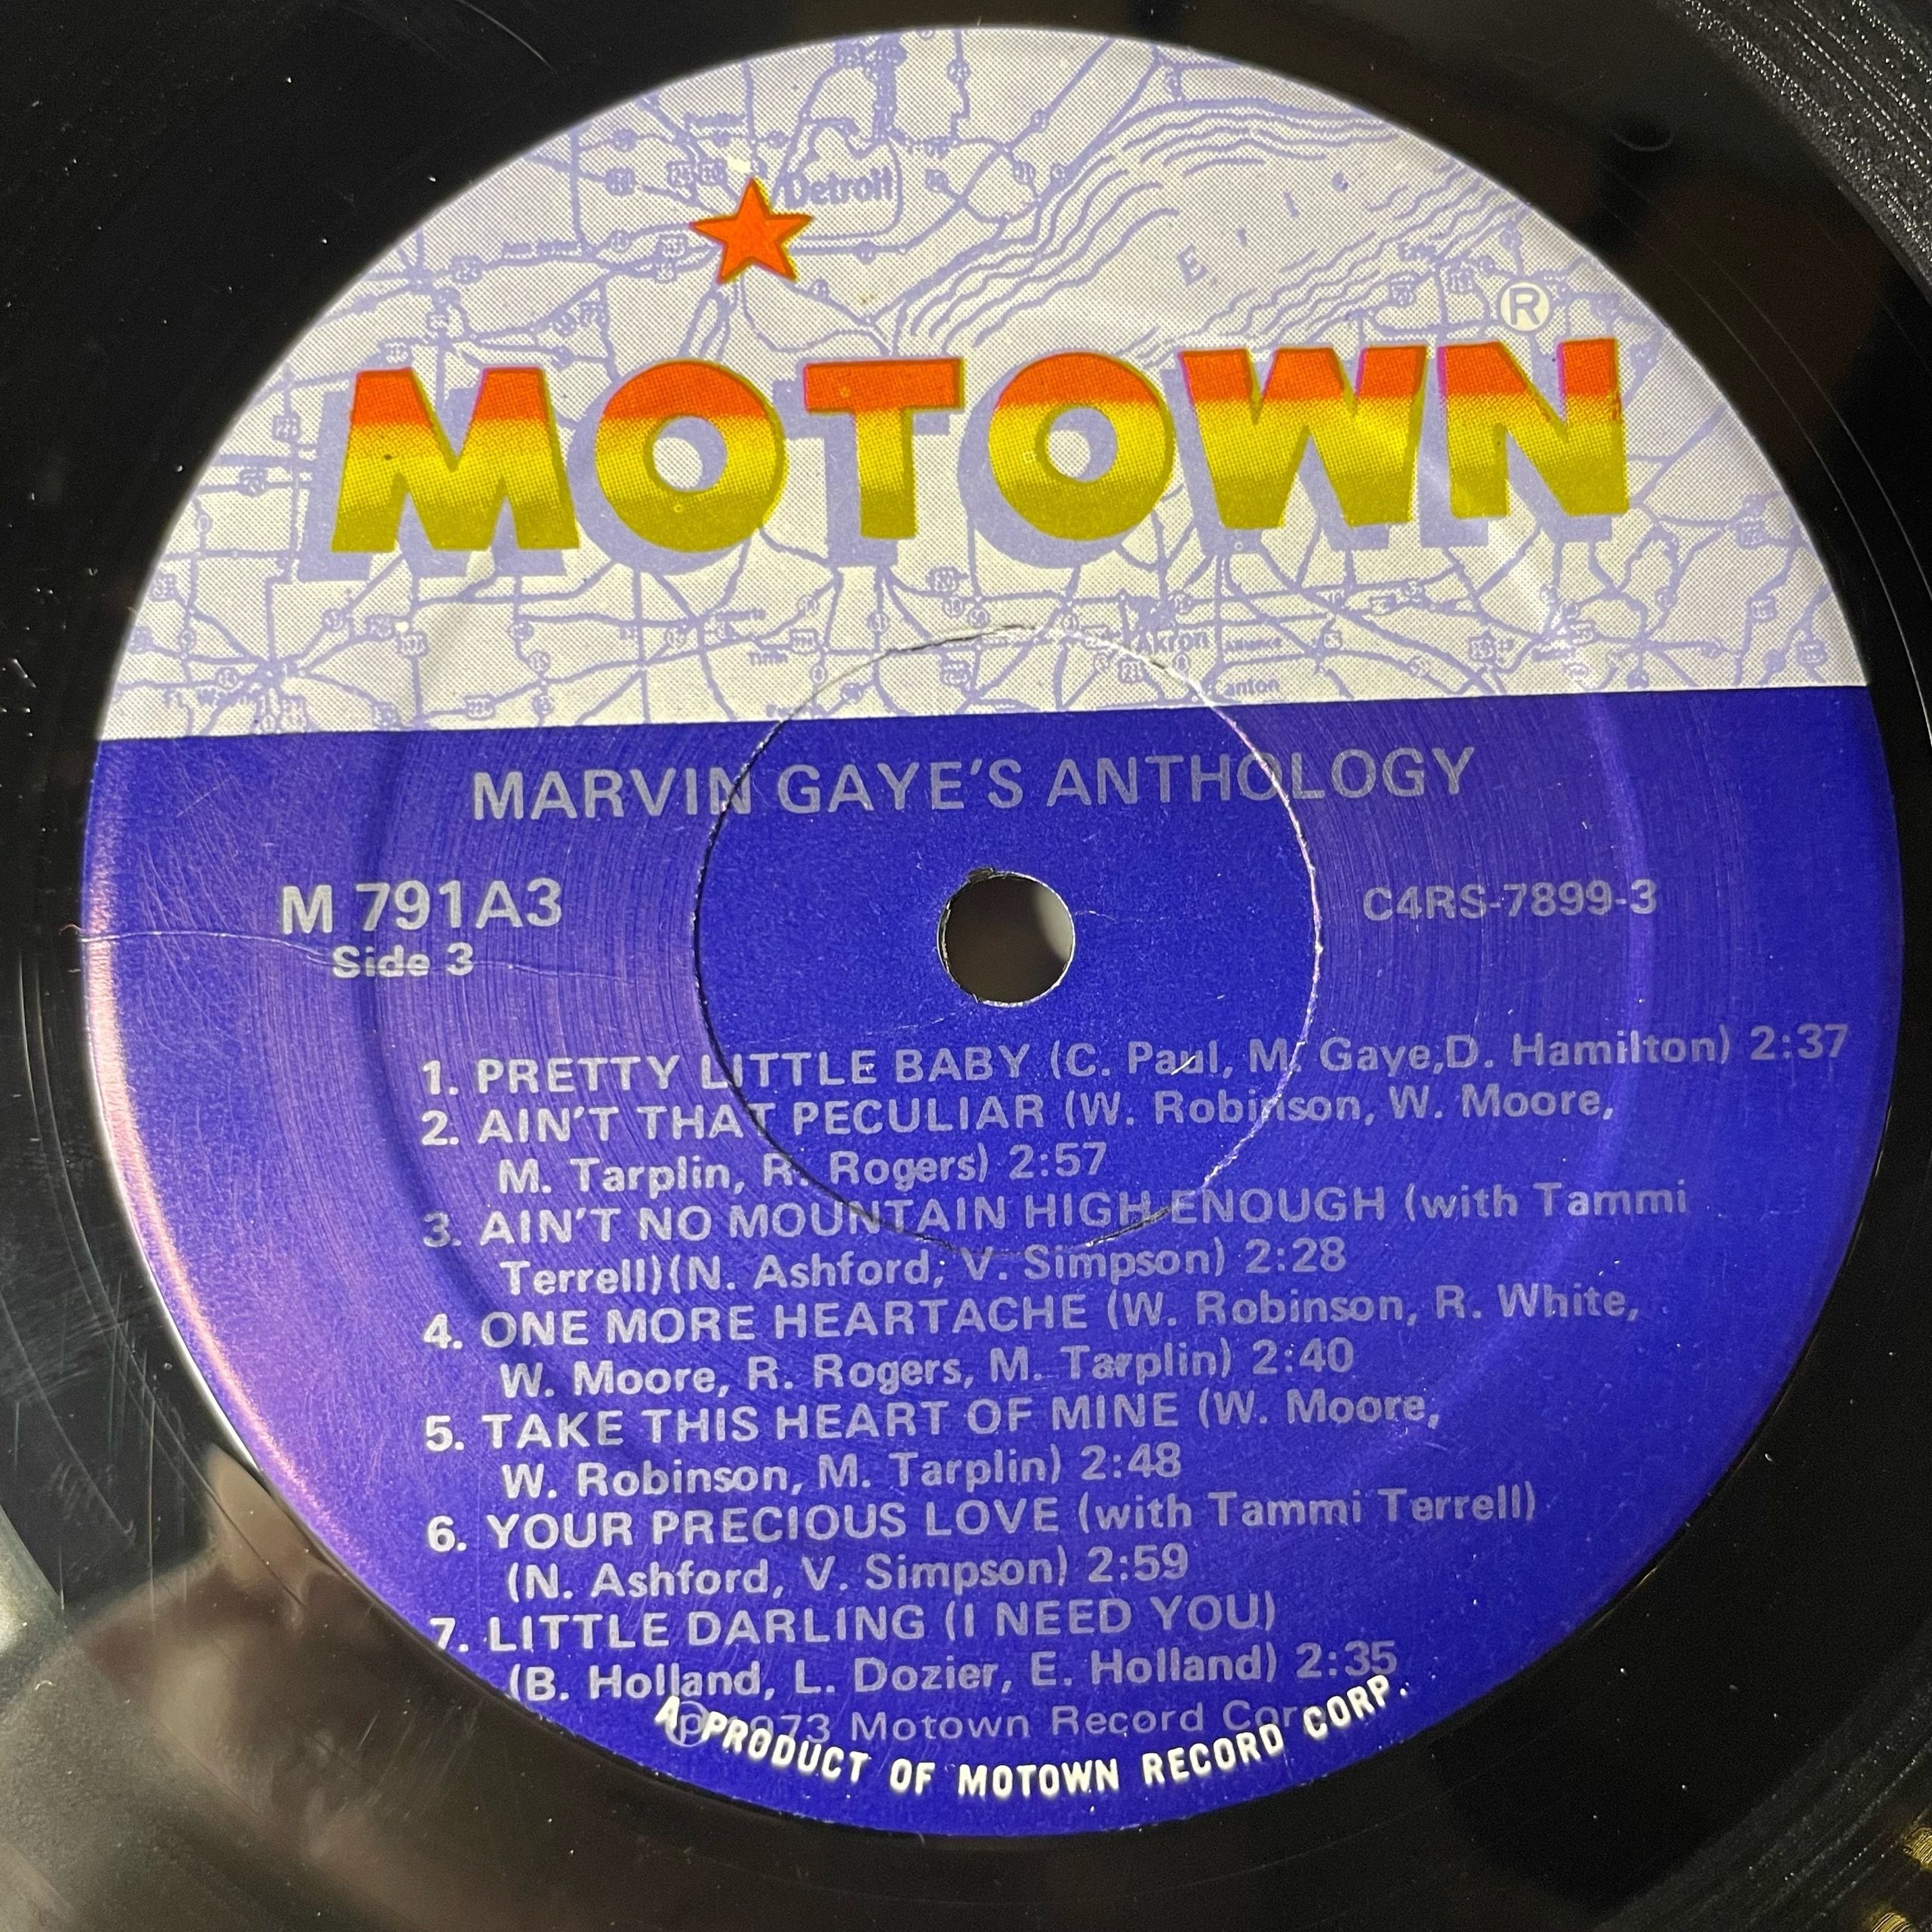 Detroit
®
MOTOWN
Akron
Canton
MARVIN GAYE'S ANTHOLOGY
M 791A3
Side 3
C4RS-7899-3
1. PRETTY LITTLE BABY (C. Paul, M. Gaye,D. Hamilton) 2:37
2. AIN'T THAT PECULIAR (W. Robinson, W. Moore,
M. Tarplin, R. Rogers) 2:57
3. AIN'T NO MOUNTAIN HIGH ENOUGH (with Tammi
Terrell)(N. Ashford, V. Simpson) 2:28
4. ONE MORE HEARTACHE (W. Robinson, R. White,
W. Moore, R. Rogers, M. Tarplin) 2:40
5. TAKE THIS HEART OF MINE (W. Moore,
W. Robinson, M. Tarplin) 2:48
6. YOUR PRECIOUS LOVE (with Tammi Terrell)
(N. Ashford, V. Simpson) 2:59
7. LITTLE DARLING (I NEED YOU)
(B. Holland, L. Dozier, E. Holland) 2:35
℗ 1973 Motown Record Corp.
A PRODUCT OF MOTOWN RECORD CORP.